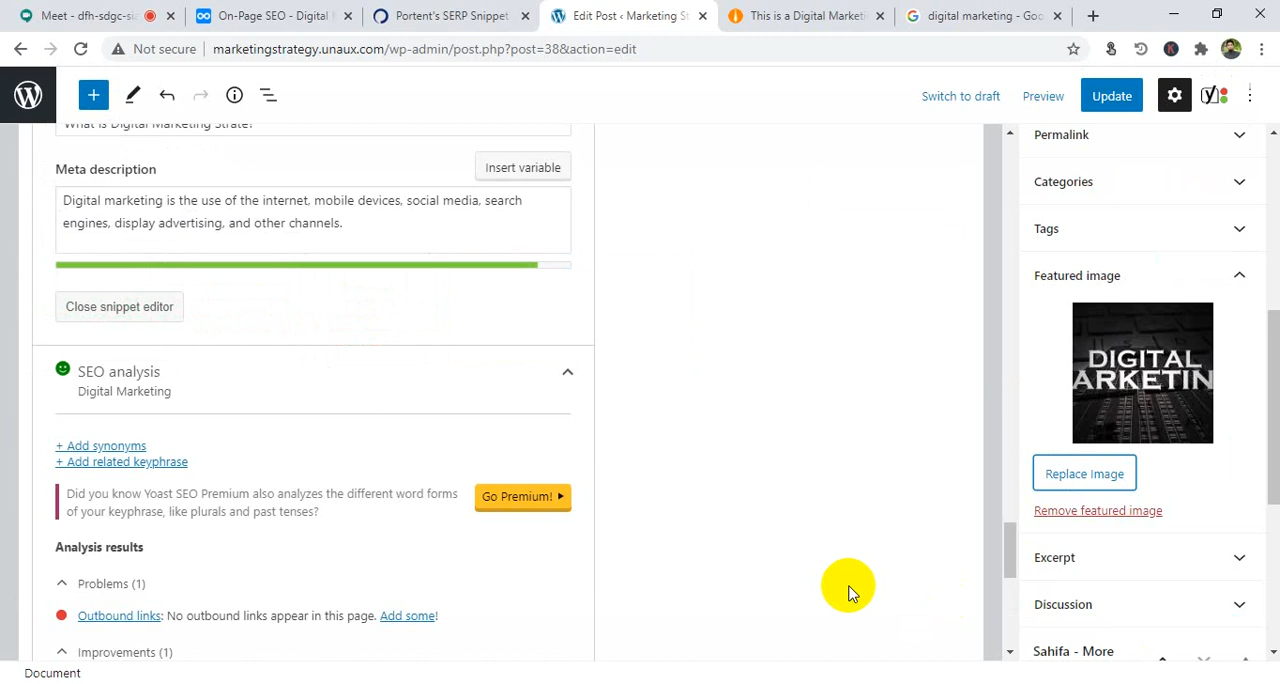 Meet - dfh-sdgc-si
On-Page SEO - Digital
Portent's SERP Snippet
Edit Post ‹ Marketing St
This is a Digital Marketi
digital marketing - Goo
Not secure
marketingstrategy.unaux.com/wp-admin/post.php?post=38&action=edit
Switch to draft
Preview
Update
What is Digital Marketing Strate?
Meta description
Insert variable
Digital marketing is the use of the internet, mobile devices, social media, search
engines, display advertising, and other channels.
Close snippet editor
SEO analysis
Digital Marketing
+ Add synonyms
+ Add related keyphrase
Did you know Yoast SEO Premium also analyzes the different word forms
of your keyphrase, like plurals and past tenses?
Go Premium!
Analysis results
Problems (1)
Outbound links: No outbound links appear in this page. Add some!
Improvements (1)
Document
Permalink
Categories
Tags
Featured image
DIGITAL
ARKETIN
Replace Image
Remove featured image
Excerpt
Discussion
Sahifa - More